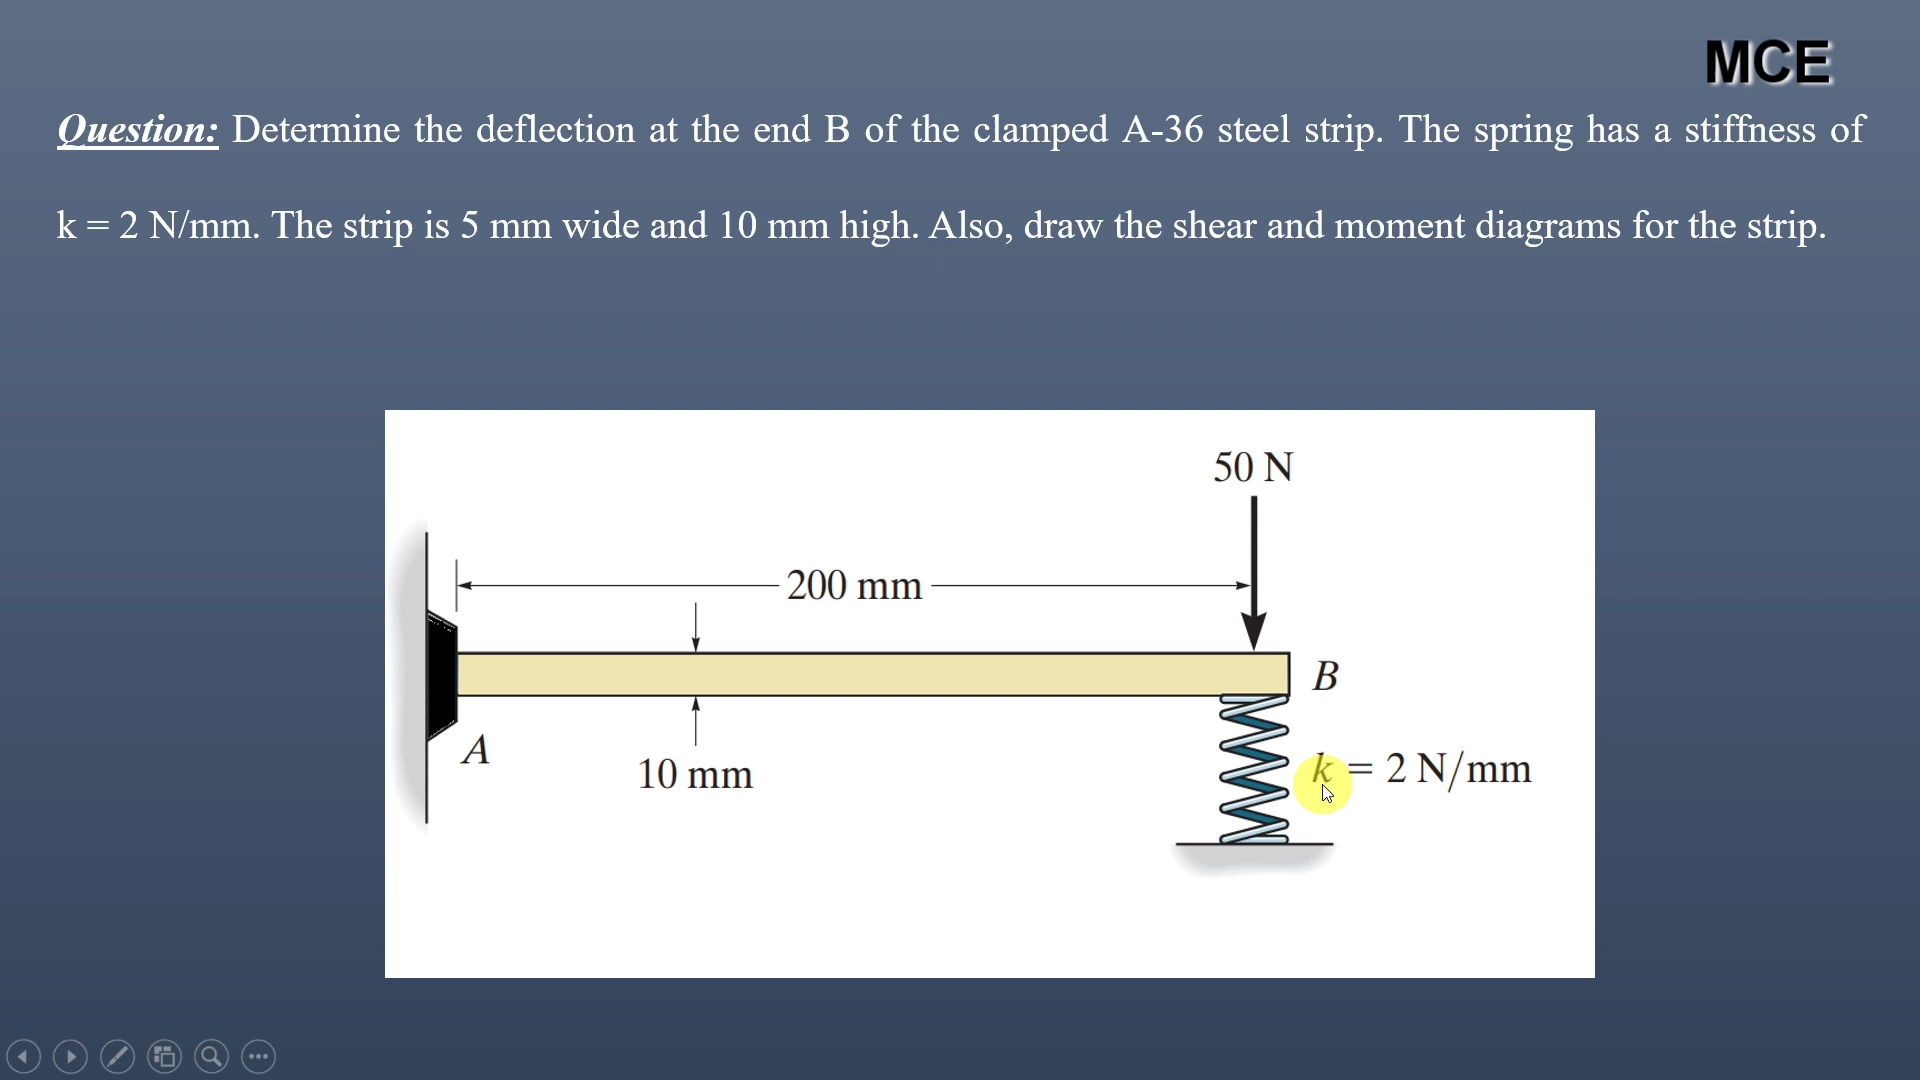 MCE
Question: Determine the deflection at the end B of the clamped A-36 steel strip. The spring has a stiffness of
k = 2 N/mm. The strip is 5 mm wide and 10 mm high. Also, draw the shear and moment diagrams for the strip.
50 N
200 mm
B
A
10 mm
k = 2 N/mm